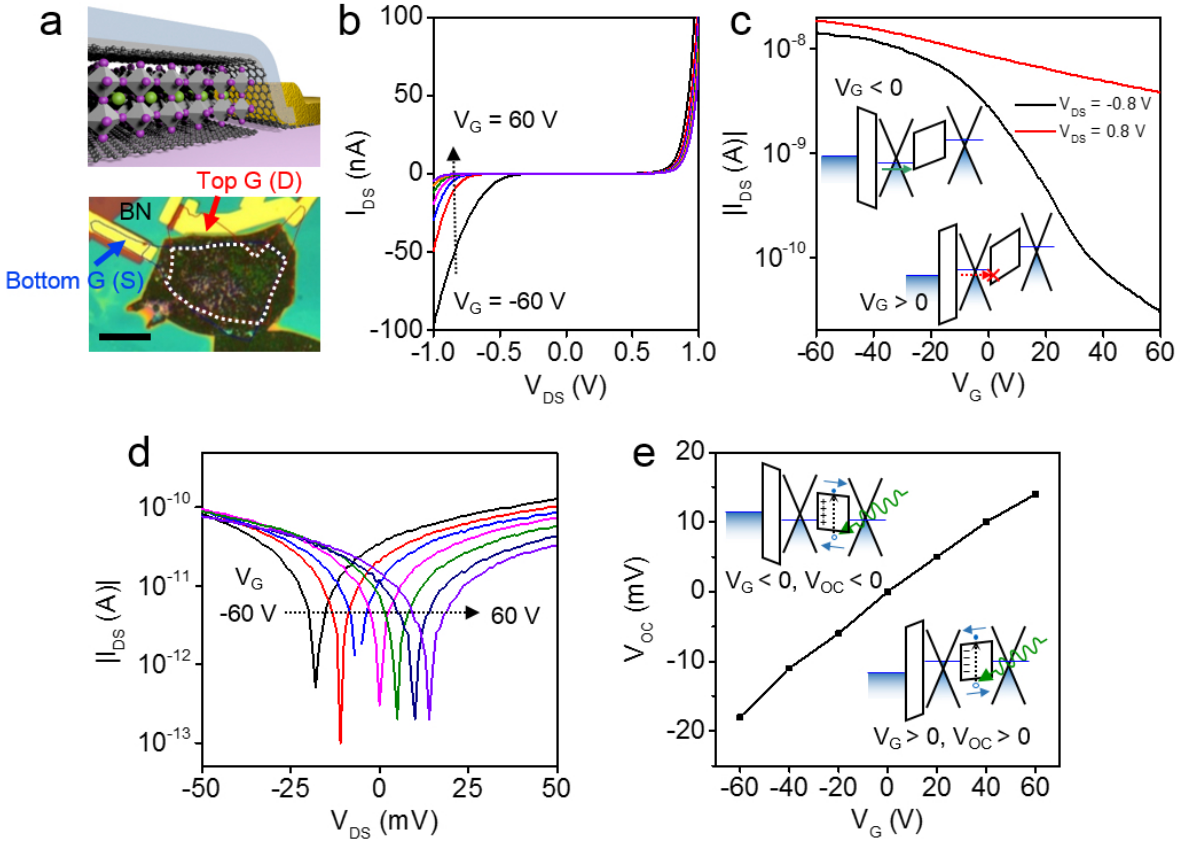 a
Top G (D)
BN
Bottom G (S)
b
100
50
0
-50
-100
I_DS (nA)
V_G = 60 V
V_G = -60 V
-1.0
-0.5
0.0
0.5
1.0
V_DS (V)
c
10^-8
10^-9
10^-10
|I_DS (A)|
V_G < 0
V_DS = -0.8 V
V_DS = 0.8 V
V_G > 0
-60
-40
-20
0
20
40
60
V_G (V)
d
10^-10
10^-11
10^-12
10^-13
|I_DS (A)|
V_G
-60 V
60 V
-50
-25
0
25
50
V_DS (mV)
e
20
10
0
-10
-20
V_OC (mV)
+
+
+
+
V_G < 0, V_OC < 0
−
−
−
V_G > 0, V_OC > 0
-60
-40
-20
0
20
40
60
V_G (V)